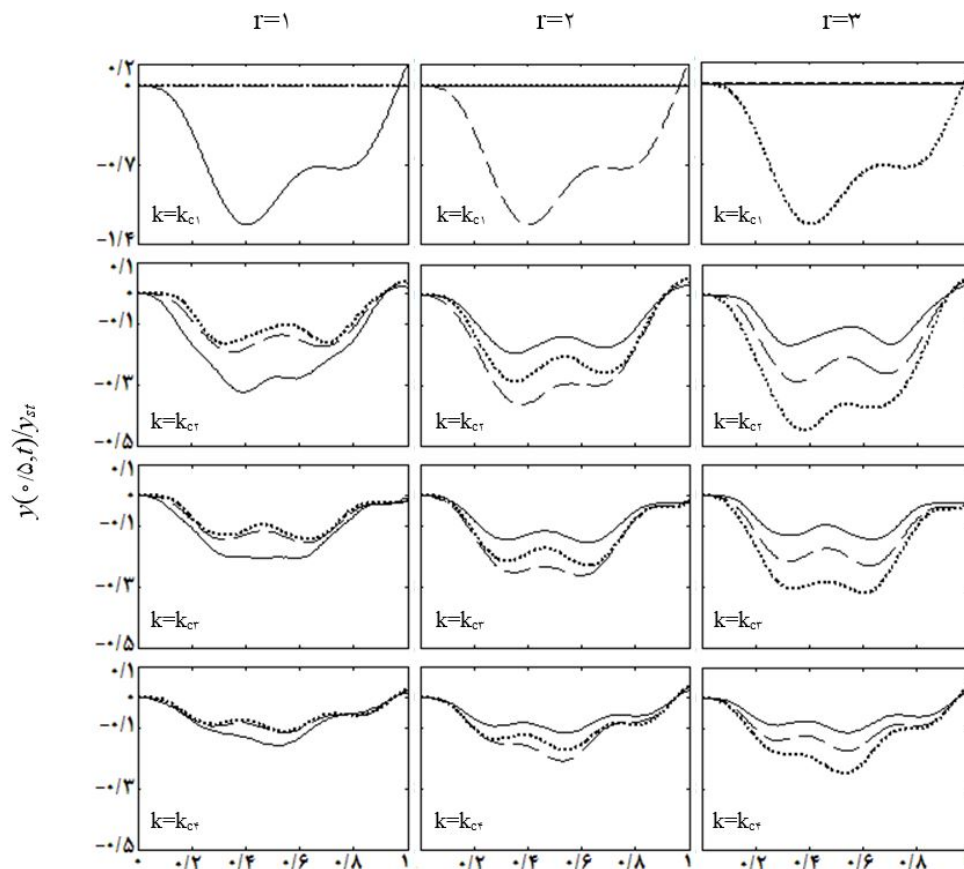 r=۱ r=۲ r=۳
۰/۲
۰
-۰/۷
-۱/۴
k=kc۱ k=kc۱ k=kc۱
۰/۱
۰
-۰/۱
-۰/۳
-۰/۵
k=kc۲ k=kc۲ k=kc۲
۰/۱
۰
-۰/۱
-۰/۳
-۰/۵
k=kc۳ k=kc۳ k=kc۳
۰/۱
۰
-۰/۱
-۰/۳
-۰/۵
k=kc۴ k=kc۴ k=kc۴
۰ ۰/۲ ۰/۴ ۰/۶ ۰/۸ ۱ ۰/۲ ۰/۴ ۰/۶ ۰/۸ ۱ ۰/۲ ۰/۴ ۰/۶ ۰/۸
y(۰/۵,t)/yst